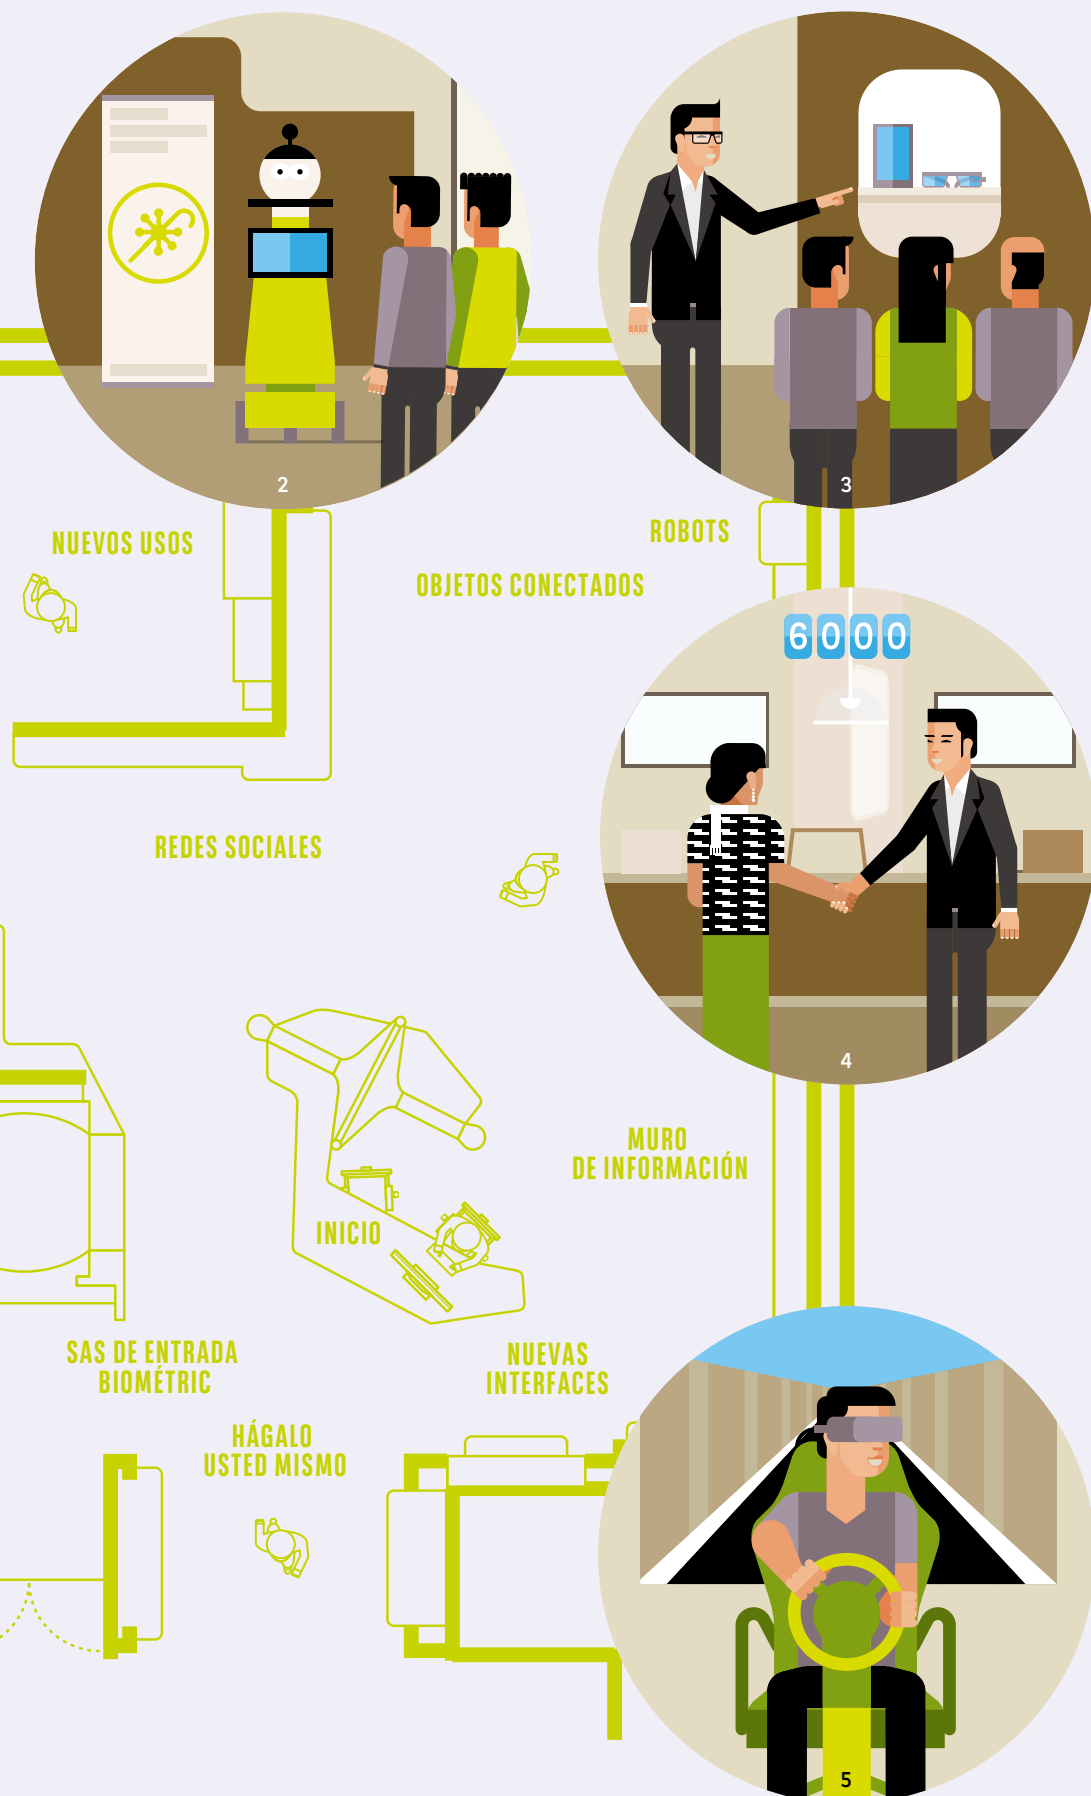 2
3
NUEVOS USOS
ROBOTS
OBJETOS CONECTADOS
6000
REDES SOCIALES
4
MURO
DE INFORMACIÓN
INICIO
SAS DE ENTRADA
BIOMÉTRIC
NUEVAS
INTERFACES
HÁGALO
USTED MISMO
5